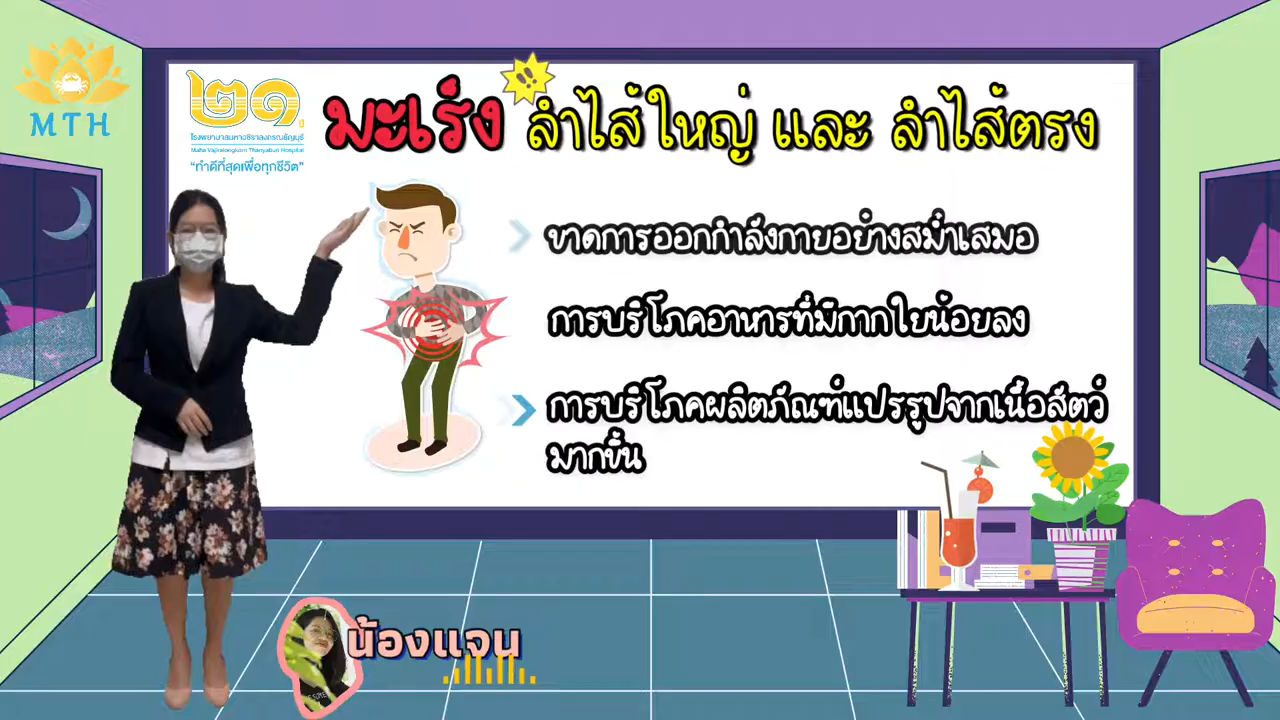 MTH
๒๑ ปี
โรงพยาบาลมหาวชิราลงกรณธัญบุรี
Maha Vajiralongkorn Thanyaburi Hospital
“ทำดีที่สุดเพื่อทุกชีวิต”
มะเร็ง ลำไส้ใหญ่ และ ลำไส้ตรง
ขาดการออกกำลังกายอย่างสม่ำเสมอ
การบริโภคอาหารที่มีกากใยน้อยลง
การบริโภคผลิตภัณฑ์แปรรูปจากเนื้อสัตว์
มากขึ้น
น้องแจน